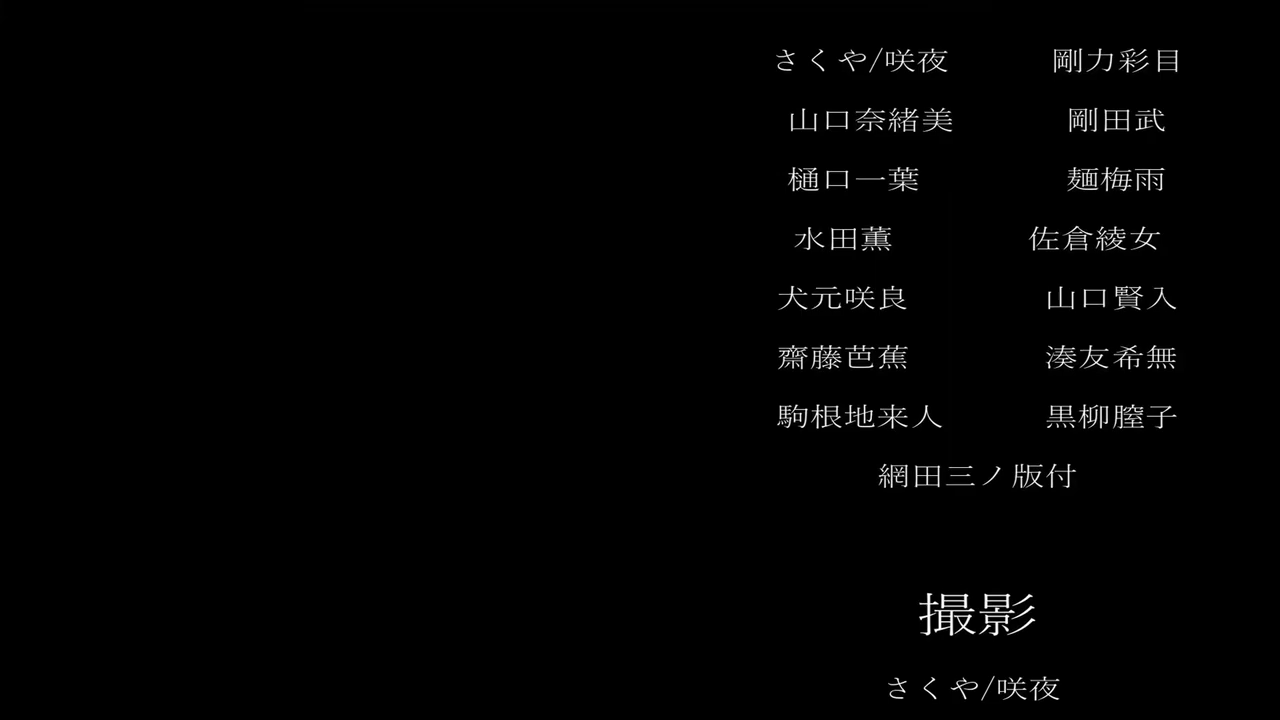 さくや/咲夜 剛力彩目
山口奈緒美 剛田武
樋口一葉 麺梅雨
水田薫 佐倉綾女
犬元咲良 山口賢入
齋藤芭蕉 湊友希無
駒根地来人 黒柳膣子
網田三ノ版付
撮影
さくや/咲夜